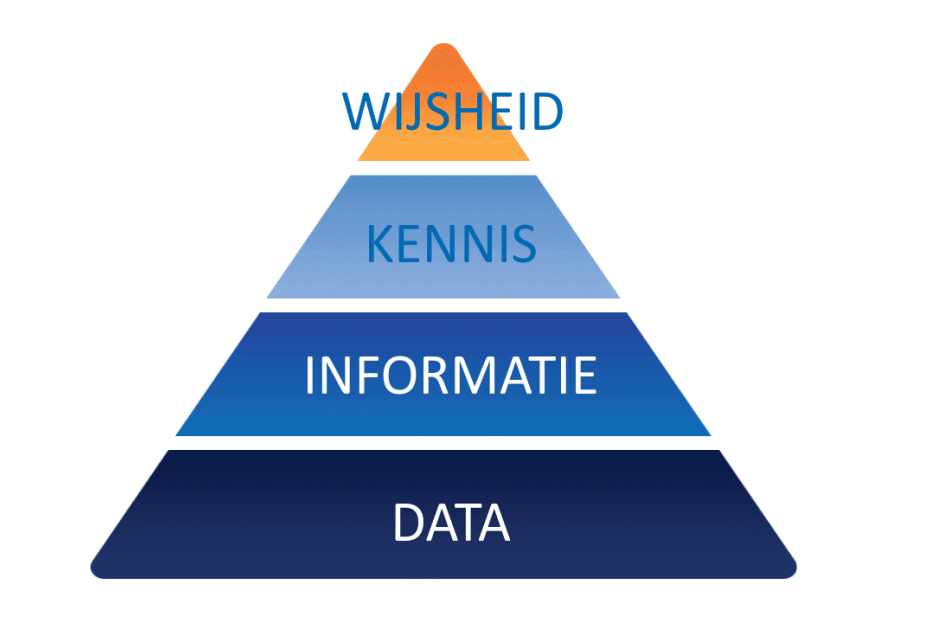 WIJSHEID
KENNIS
INFORMATIE
DATA